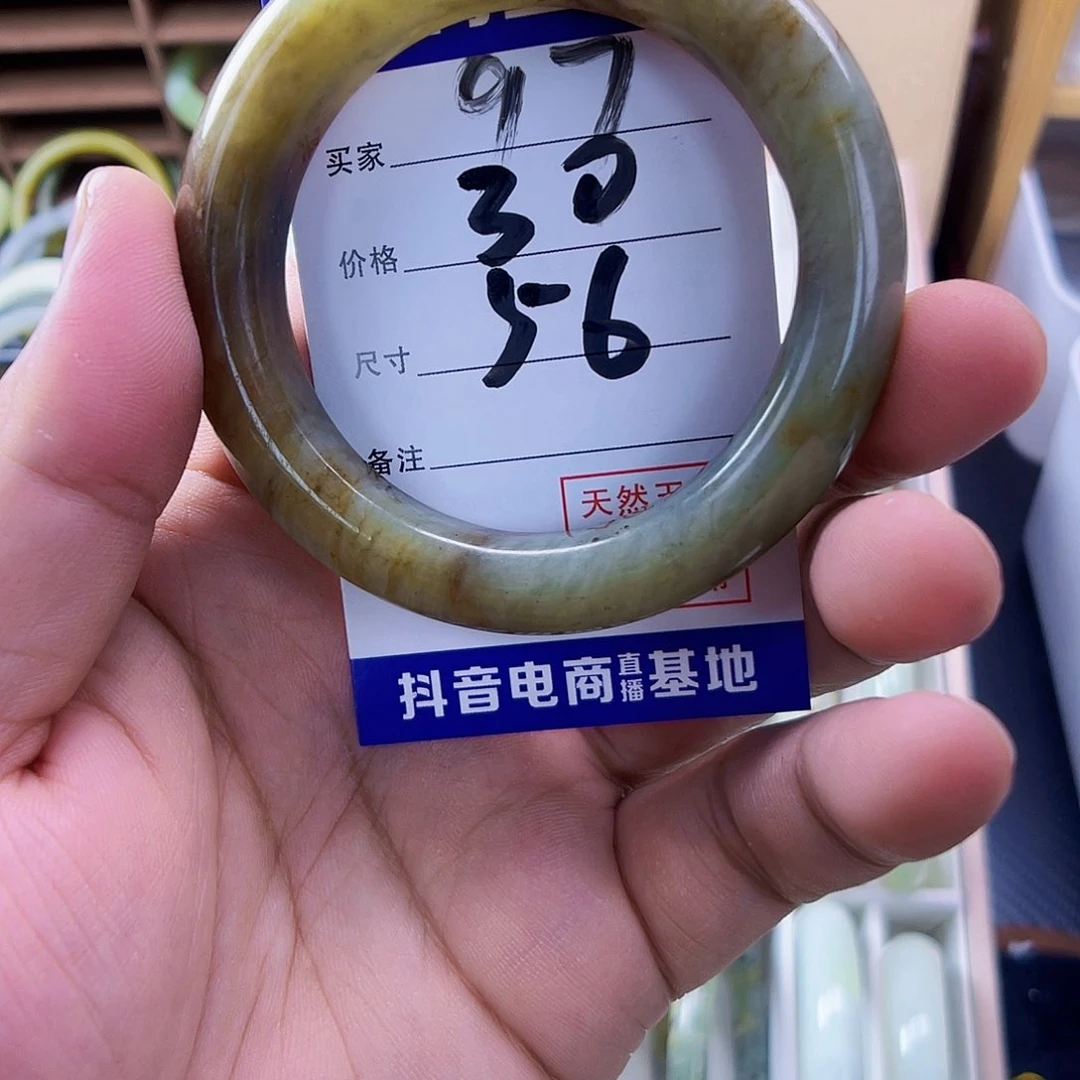 买家 97
价格 30
尺寸 56
备注
天然
抖音电商直播基地